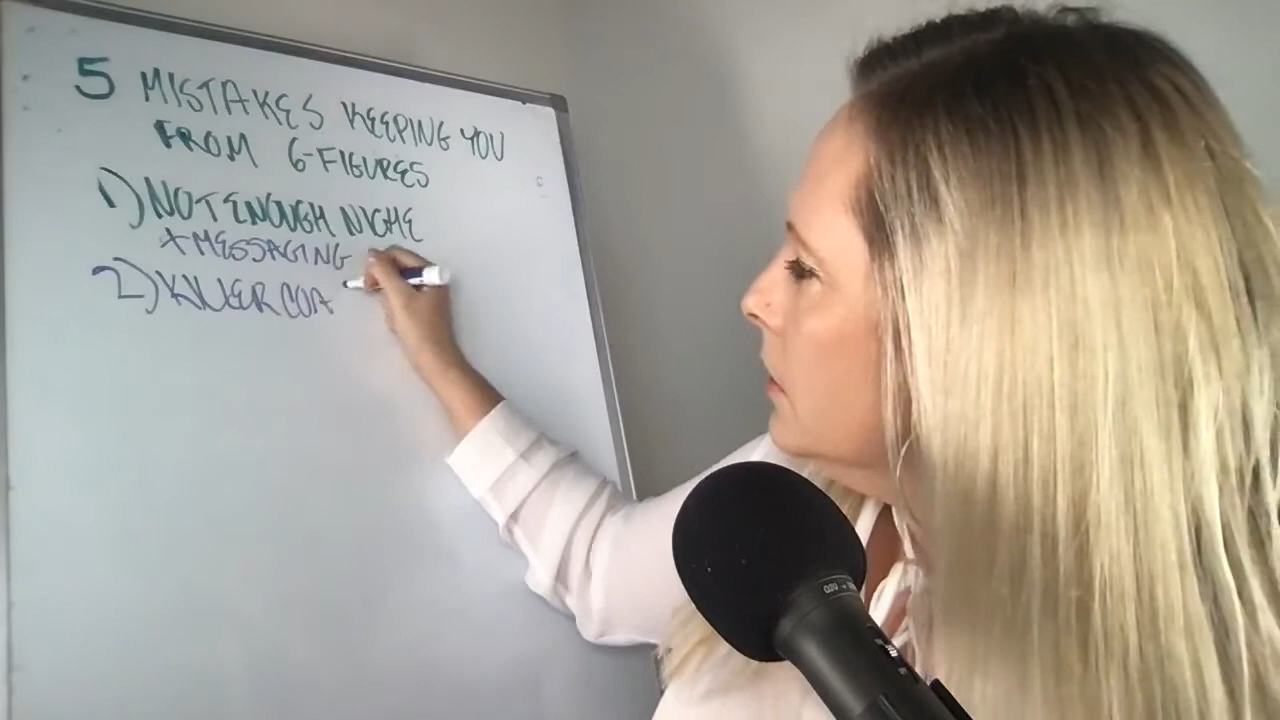 5 MISTAKES KEEPING YOU
FROM 6-FIGURES
1) NOT ENOUGH NICHE
+ MESSAGING
2) KILLER COA